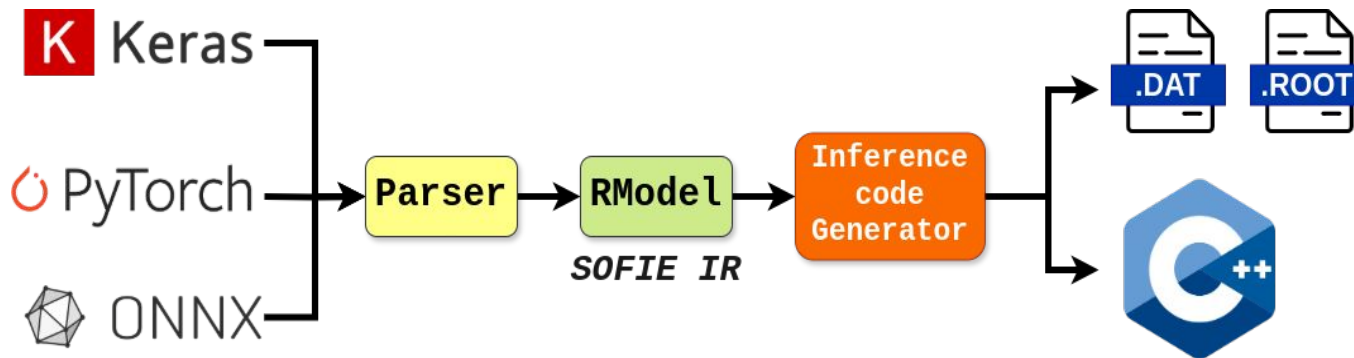 K Keras
PyTorch
ONNX
Parser
RModel
SOFIE IR
Inference
code
Generator
.DAT
.ROOT
C++